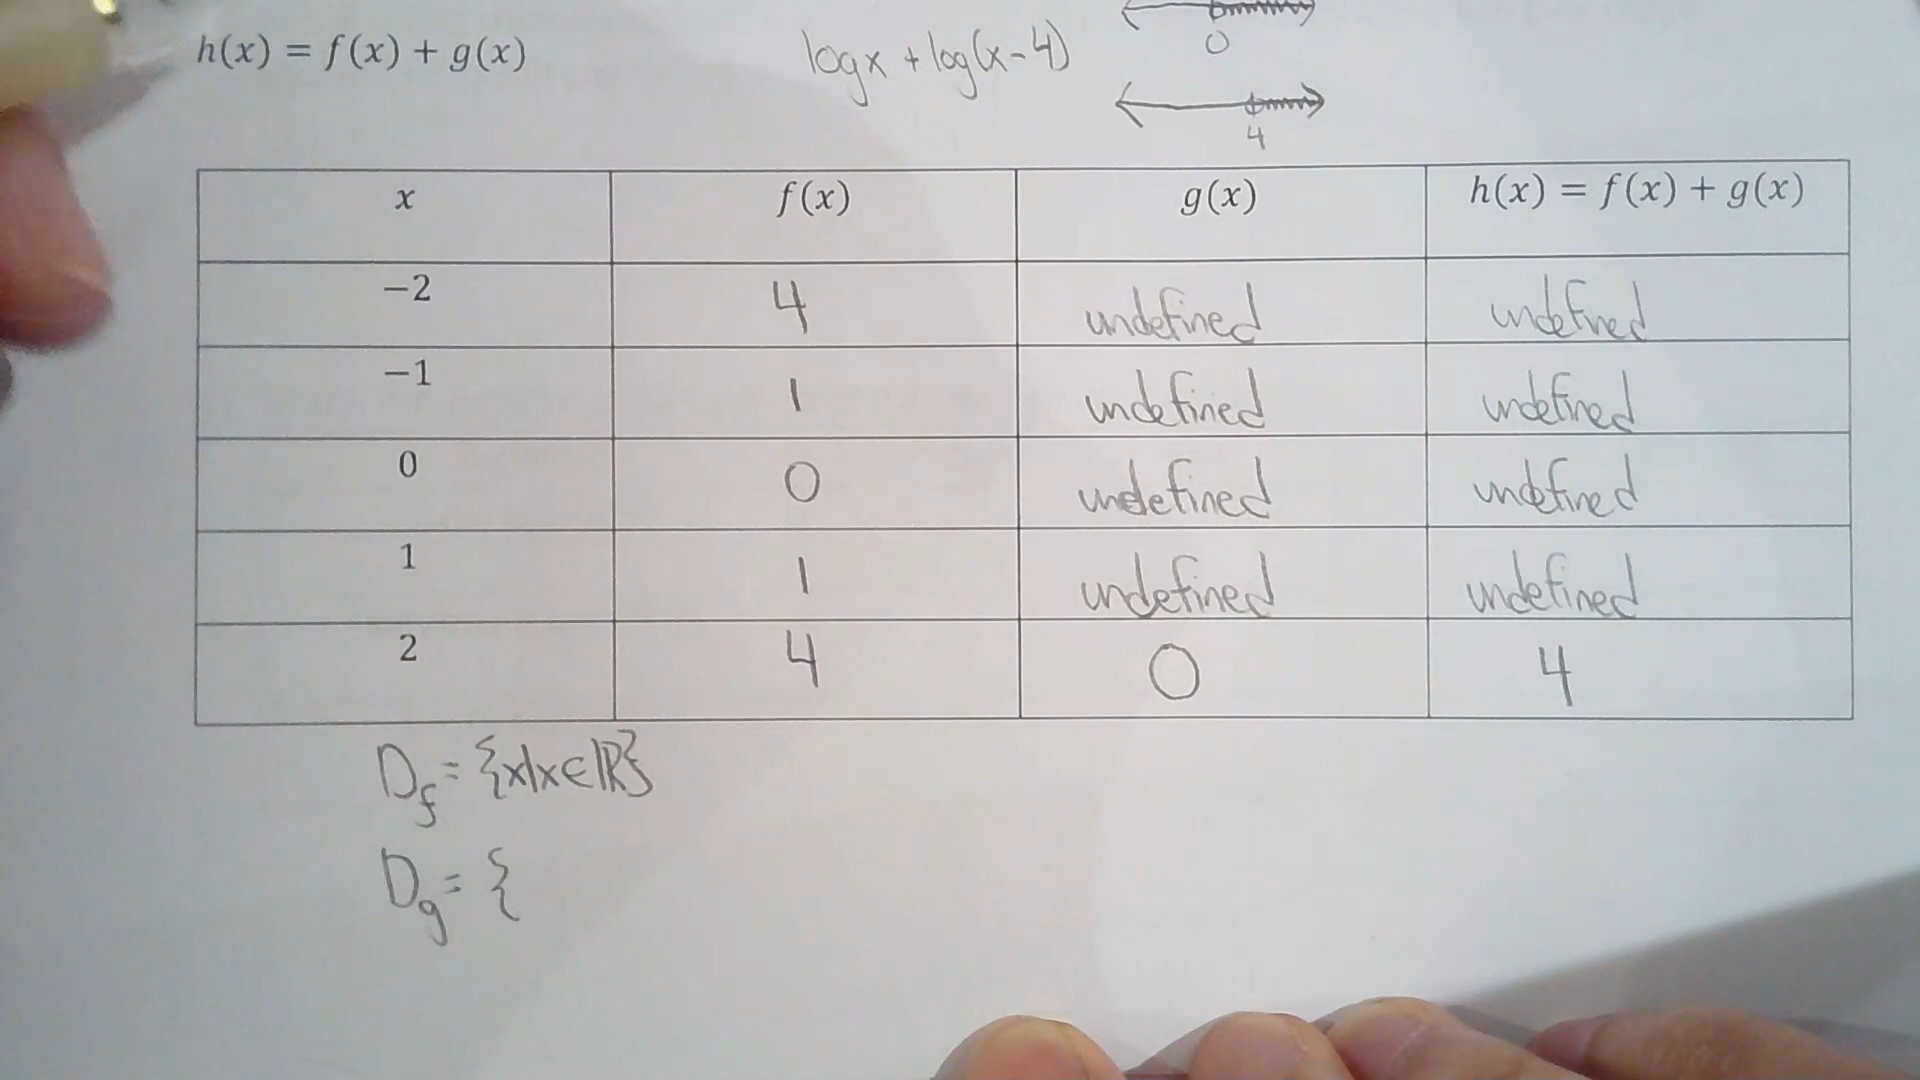 h(x) = f(x) + g(x) logx + log(x-4)
0
4
x f(x) g(x) h(x) = f(x) + g(x)
−2 4 undefined undefined
−1 1 undefined undefined
0 0 undefined undefined
1 1 undefined undefined
2 4 0 4
D_f = {x|x∈ℝ}
D_g = {